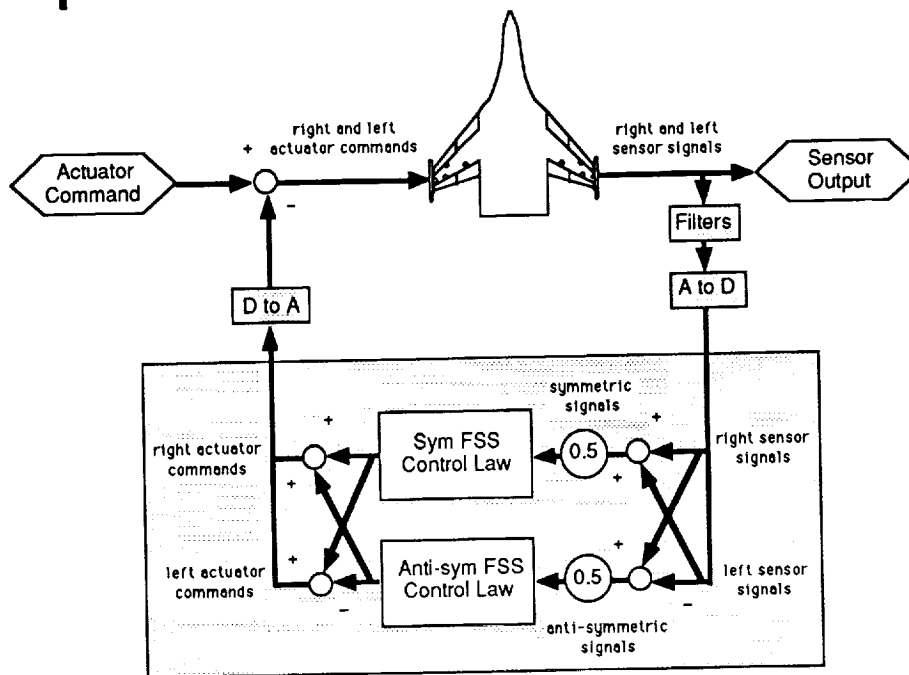 right and left
actuator commands
right and left
sensor signals
+
Actuator
Command
Sensor
Output
-
Filters
D to A
A to D
symmetric
signals
+
+
right actuator
commands
Sym FSS
Control Law
0.5
right sensor
signals
+
+
+
+
left actuator
commands
Anti-sym FSS
Control Law
0.5
left sensor
signals
-
-
anti-symmetric
signals